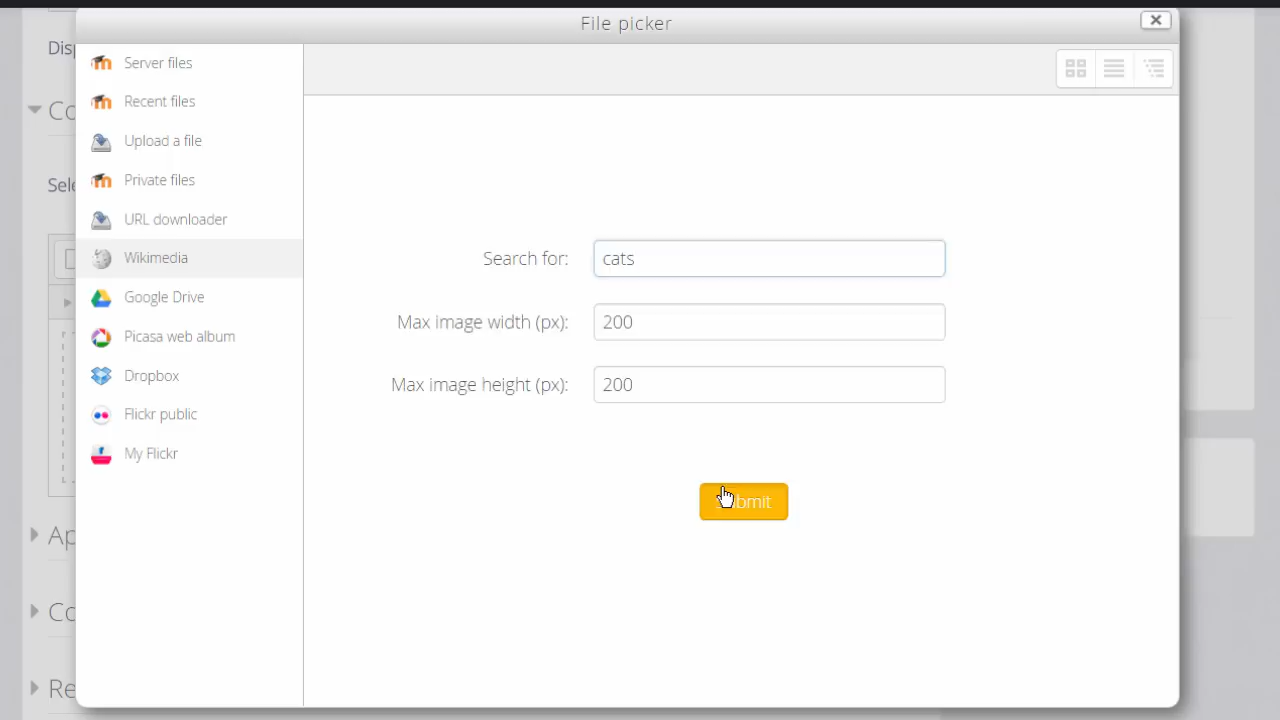 File picker
Server files
Recent files
Upload a file
Private files
URL downloader
Wikimedia
Google Drive
Picasa web album
Dropbox
Flickr public
My Flickr
Search for: cats
Max image width (px): 200
Max image height (px): 200
Submit